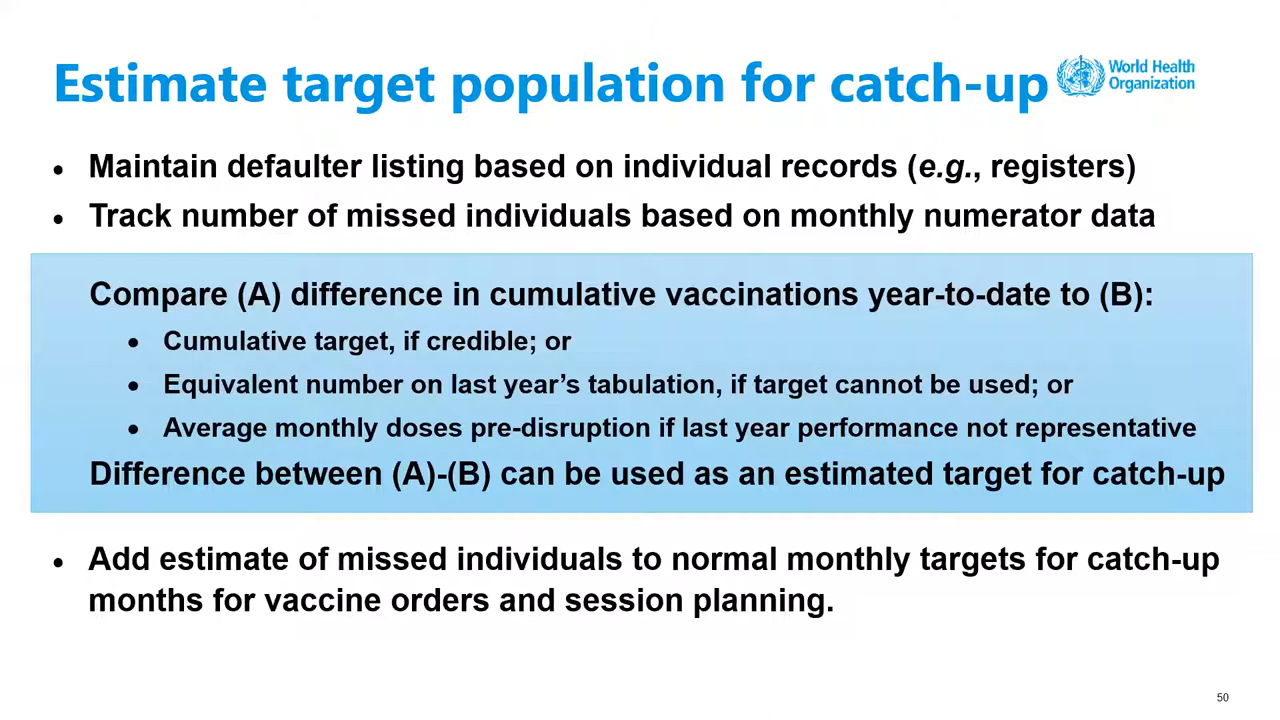 Estimate target population for catch-up
World Health
Organization
• Maintain defaulter listing based on individual records (e.g., registers)
• Track number of missed individuals based on monthly numerator data
Compare (A) difference in cumulative vaccinations year-to-date to (B):
• Cumulative target, if credible; or
• Equivalent number on last year’s tabulation, if target cannot be used; or
• Average monthly doses pre-disruption if last year performance not representative
Difference between (A)-(B) can be used as an estimated target for catch-up
• Add estimate of missed individuals to normal monthly targets for catch-up
months for vaccine orders and session planning.
50